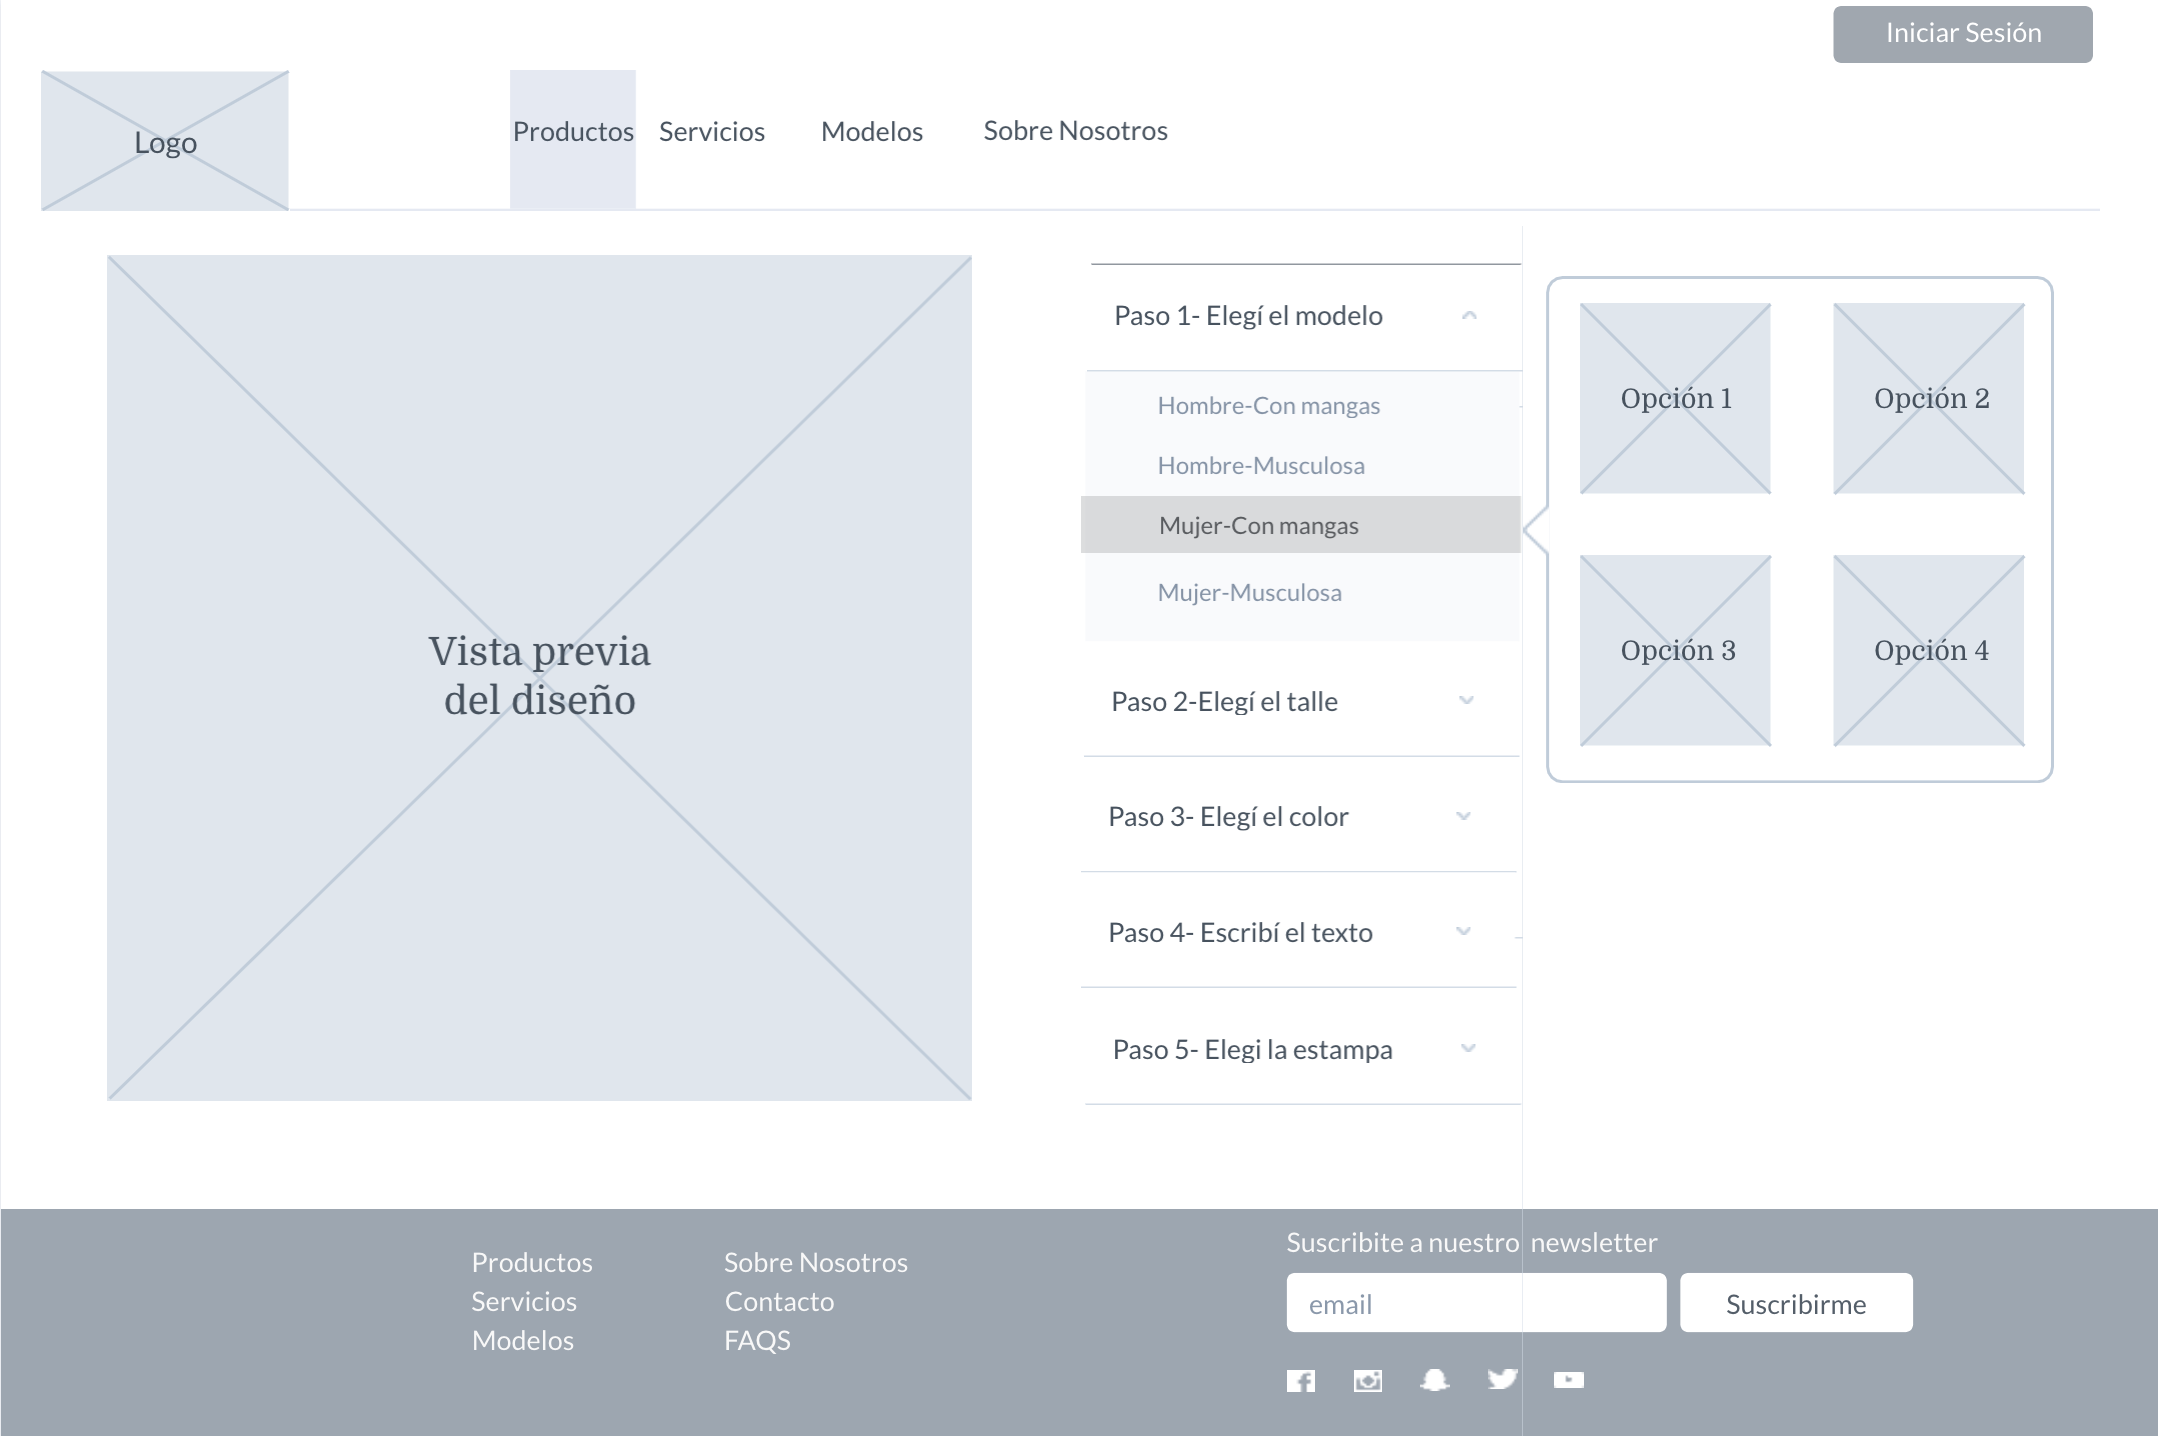 Iniciar Sesión
Logo
Productos
Servicios
Modelos
Sobre Nosotros
Vista previa
del diseño
Paso 1- Elegí el modelo
Hombre-Con mangas
Hombre-Musculosa
Mujer-Con mangas
Mujer-Musculosa
Paso 2-Elegí el talle
Paso 3- Elegí el color
Paso 4- Escribí el texto
Paso 5- Elegi la estampa
Opción 1
Opción 2
Opción 3
Opción 4
Productos
Servicios
Modelos
Sobre Nosotros
Contacto
FAQS
Suscribite a nuestro newsletter
email
Suscribirme